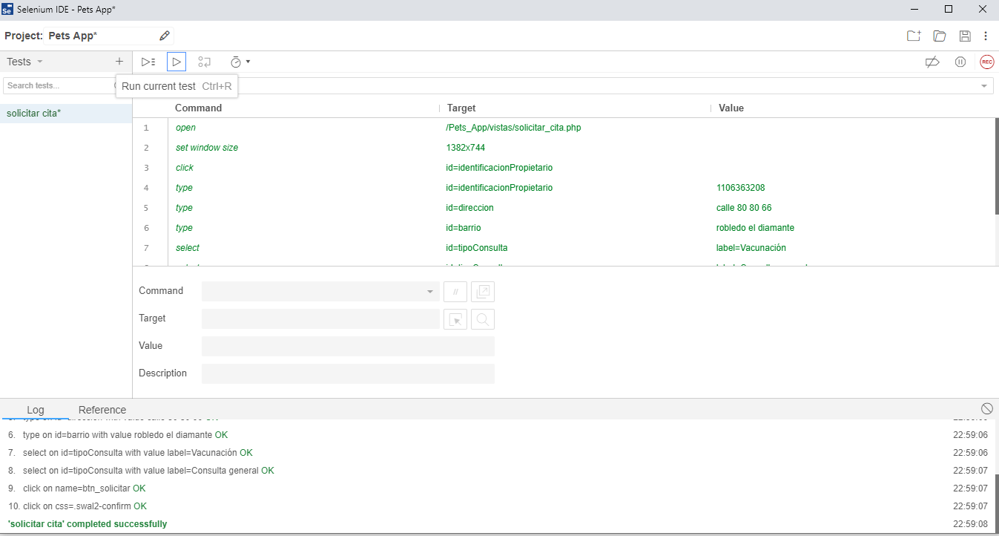 Selenium IDE - Pets App*
Project: Pets App*
Tests
REC
Search tests...
Run current test Ctrl+R
solicitar cita*
Command Target Value
1 open /Pets_App/vistas/solicitar_cita.php
2 set window size 1382x744
3 click id=identificacionPropietario
4 type id=identificacionPropietario 1106363208
5 type id=direccion calle 80 80 66
6 type id=barrio robledo el diamante
7 select id=tipoConsulta label=Vacunación
Command
//
Target
Value
Description
Log Reference
6. type on id=barrio with value robledo el diamante OK 22:59:06
7. select on id=tipoConsulta with value label=Vacunación OK 22:59:06
8. select on id=tipoConsulta with value label=Consulta general OK 22:59:07
9. click on name=btn_solicitar OK 22:59:07
10. click on css=.swal2-confirm OK 22:59:07
'solicitar cita' completed successfully 22:59:08